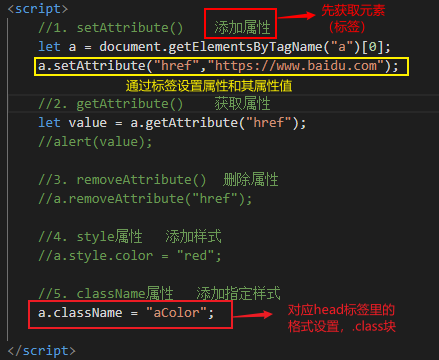 <script>
//1. setAttribute() 添加属性
先获取元素
(标签)
let a = document.getElementsByTagName("a")[0];
a.setAttribute("href","https://www.baidu.com");
通过标签设置属性和其属性值
//2. getAttribute() 获取属性
let value = a.getAttribute("href");
//alert(value);
//3. removeAttribute() 删除属性
//a.removeAttribute("href");
//4. style属性 添加样式
//a.style.color = "red";
//5. className属性 添加指定样式
a.className = "aColor";
对应head标签里的
格式设置，.class块
</script>